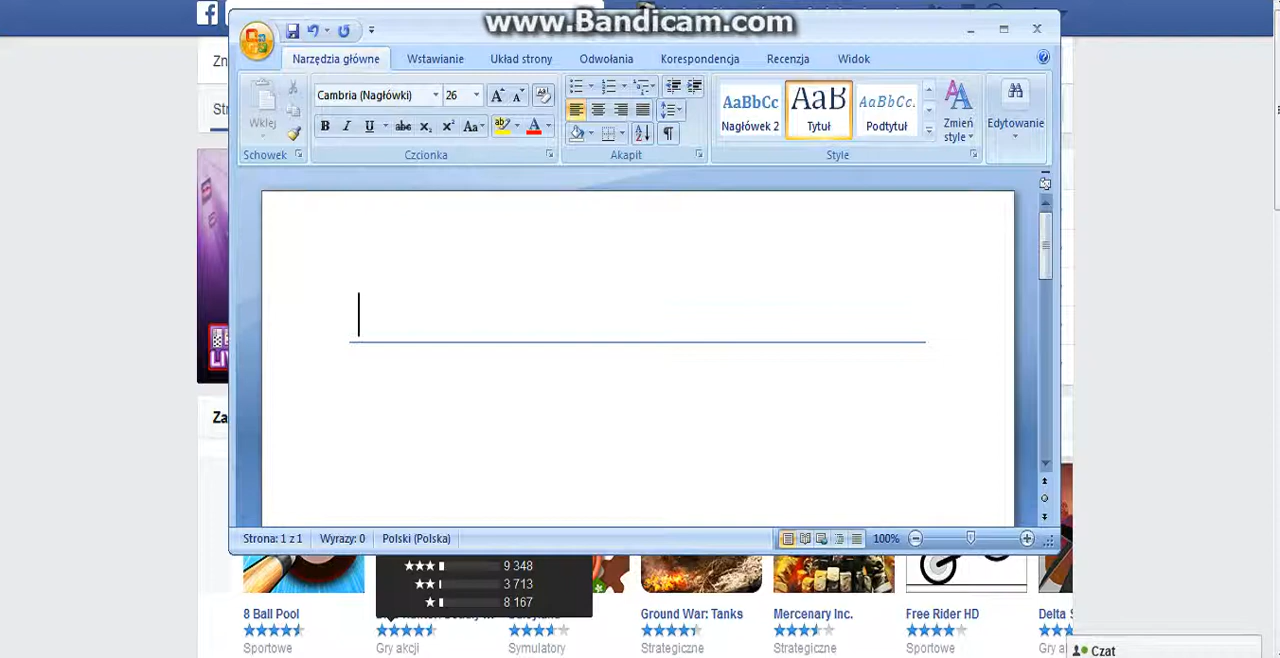 www.Bandicam.com
Narzędzia główne Wstawianie Układ strony Odwołania Korespondencja Recenzja Widok
Wklej
Cambria (Nagłówki) 26
AaBbCc AaB AaBbCc.
Nagłówek 2 Tytuł Podtytuł
Zmień style
Edytowanie
Schowek Czcionka Akapit Style
Zn
Str
LIV
Za
Strona: 1 z 1 Wyrazy: 0 Polski (Polska) 100%
9 348
3 713
8 167
8 Ball Pool
Sportowe
Gry akcji
Symulatory
Ground War: Tanks
Strategiczne
Mercenary Inc.
Strategiczne
Free Rider HD
Sportowe
Delta S
Gry a
Czat